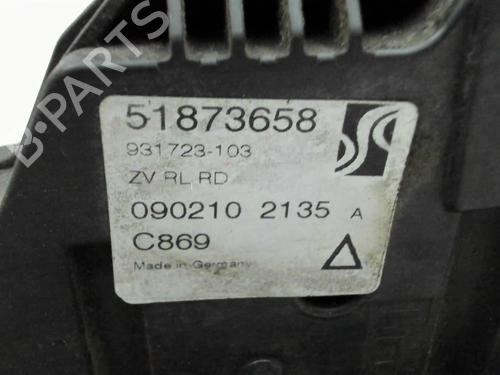 B-PARTS
51873658
931723-103
ZV RL RD
090210 2135 A
C869
Made in Germany